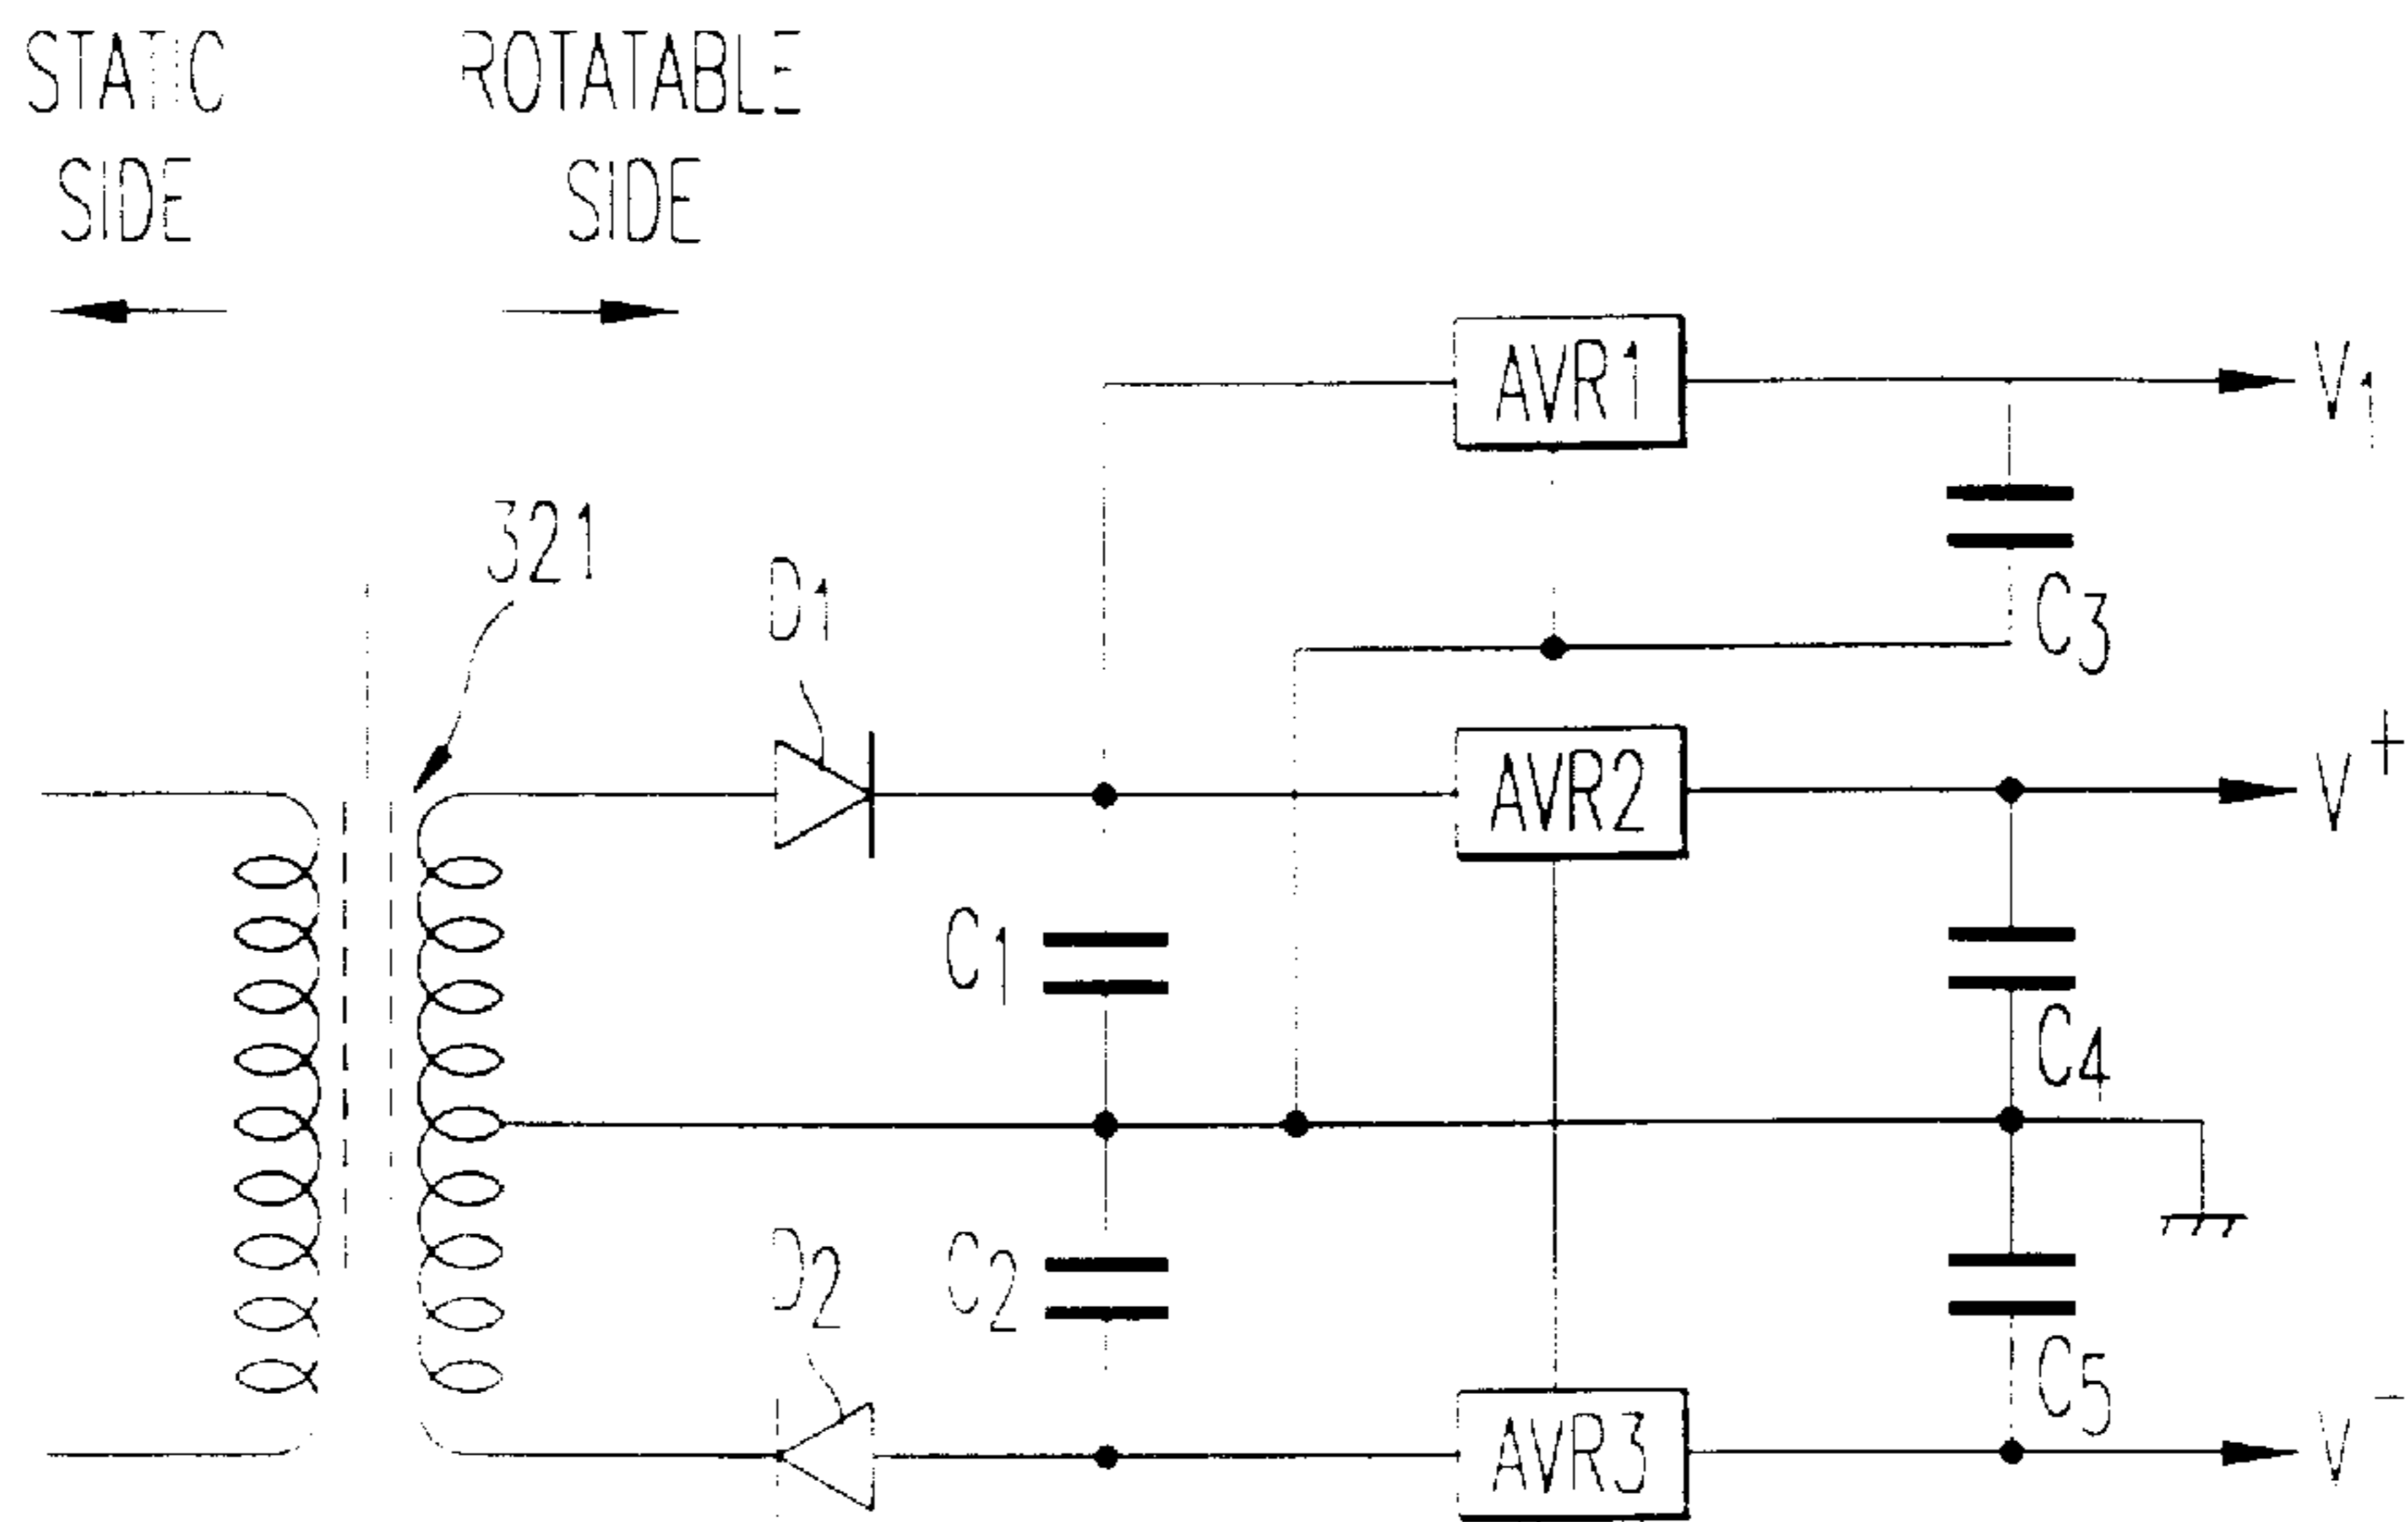 STATIC
SIDE
ROTATABLE
SIDE
AVR1
V1
321
D1
C3
AVR2
V+
C1
C4
D2
C2
C5
AVR3
V-